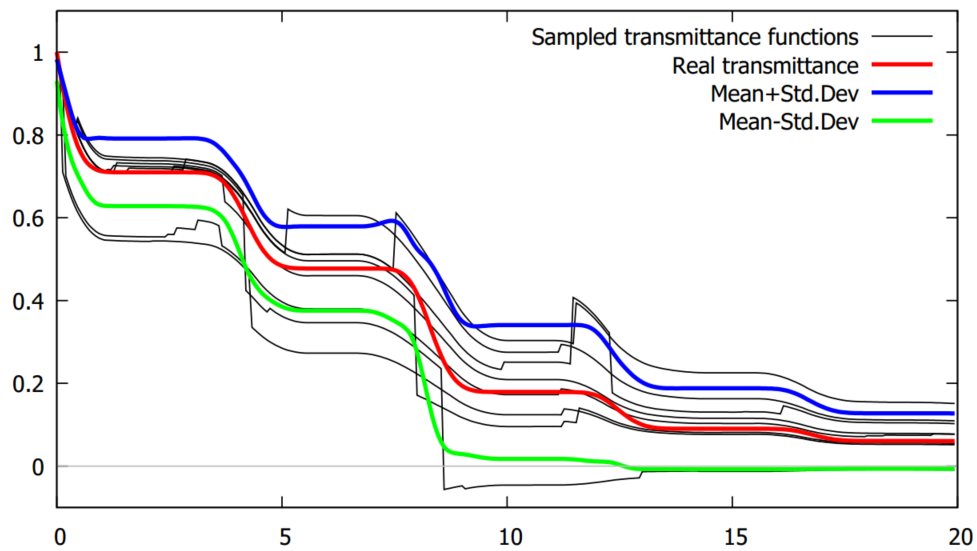 Sampled transmittance functions
Real transmittance
Mean+Std.Dev
Mean-Std.Dev
1
0.8
0.6
0.4
0.2
0
0 5 10 15 20